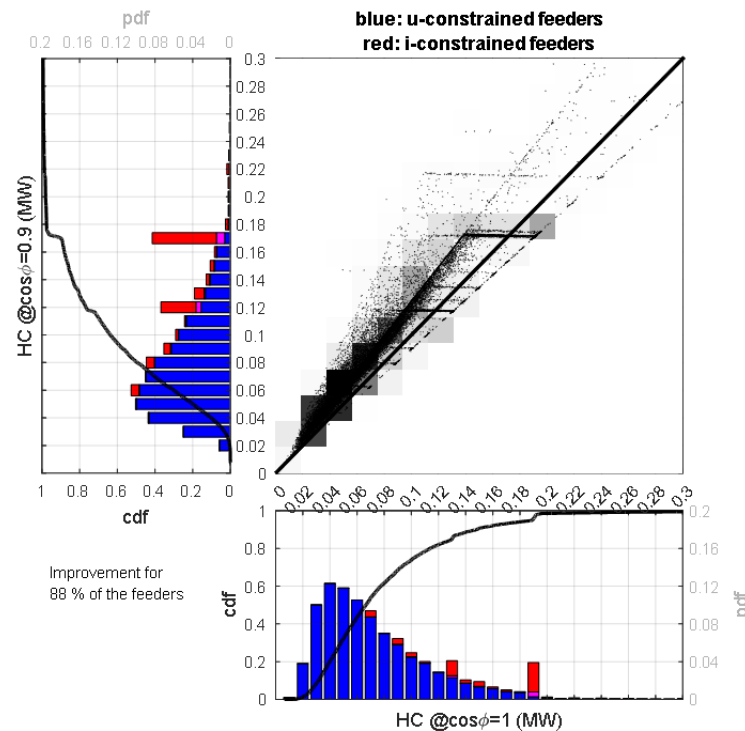 pdf
0.2 0.16 0.12 0.08 0.04 0
blue: u-constrained feeders
red: i-constrained feeders
HC @cosϕ=0.9 (MW)
0.3
0.28
0.26
0.24
0.22
0.2
0.18
0.16
0.14
0.12
0.1
0.08
0.06
0.04
0.02
0
1 0.8 0.6 0.4 0.2 0
cdf
0 0.02 0.04 0.06 0.08 0.1 0.12 0.14 0.16 0.18 0.2 0.22 0.24 0.26 0.28 0.3
Improvement for
88 % of the feeders
cdf
1
0.8
0.6
0.4
0.2
0
0.2
0.16
0.12
0.08
0.04
0
pdf
HC @cosϕ=1 (MW)